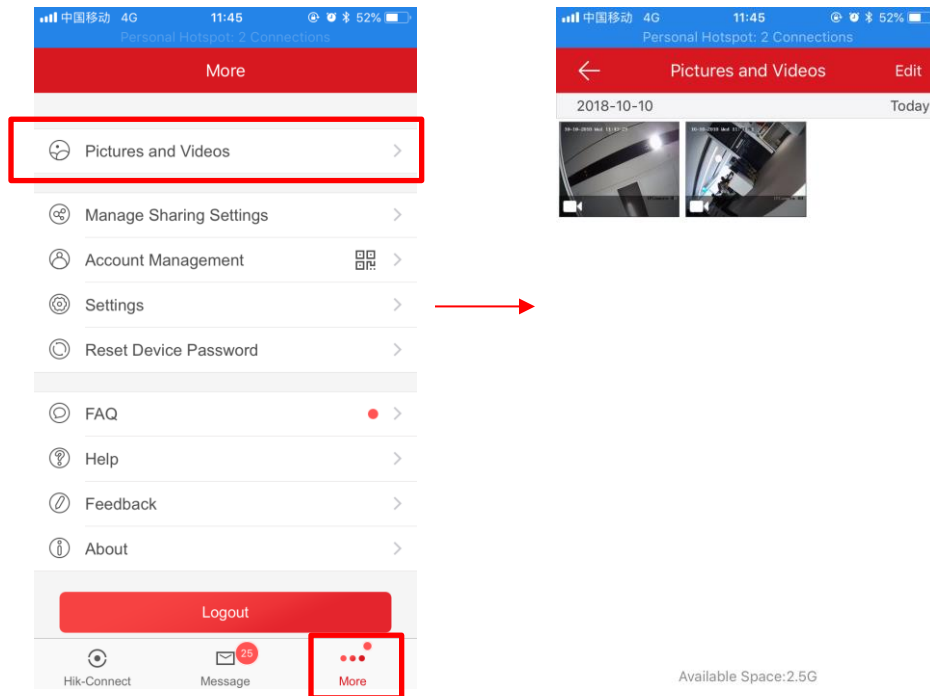 中国移动 4G 11:45 52%
Personal Hotspot: 2 Connections
More
Pictures and Videos
Manage Sharing Settings
Account Management
Settings
Reset Device Password
FAQ
Help
Feedback
About
Logout
Hik-Connect
25
Message
More
中国移动 4G 11:45 52%
Personal Hotspot: 2 Connections
Pictures and Videos Edit
2018-10-10 Today
Available Space:2.5G